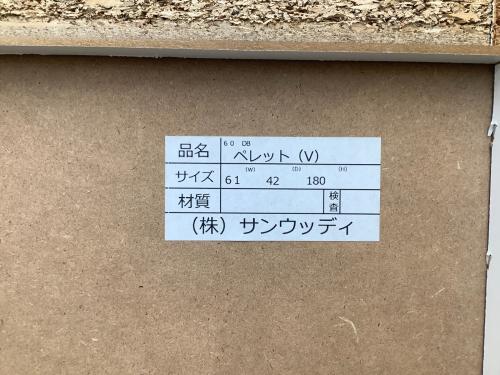 品名 60 DB
ペレット（V）
サイズ 61 (W) 42 (D) 180 (H)
材質 検査
（株）サンウッディ